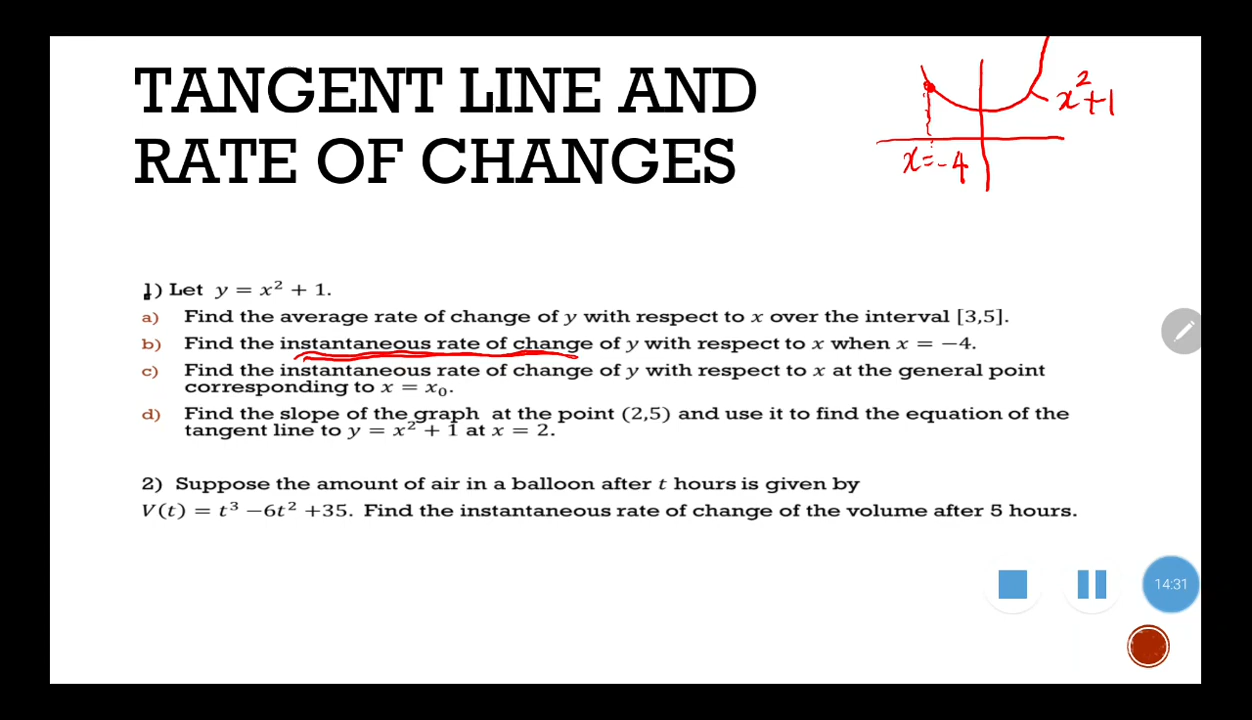 TANGENT LINE AND
RATE OF CHANGES
x²+1
x=-4
1) Let y = x² + 1.
a) Find the average rate of change of y with respect to x over the interval [3,5].
b) Find the instantaneous rate of change of y with respect to x when x = −4.
c) Find the instantaneous rate of change of y with respect to x at the general point
corresponding to x = x₀.
d) Find the slope of the graph at the point (2,5) and use it to find the equation of the
tangent line to y = x² + 1 at x = 2.
2) Suppose the amount of air in a balloon after t hours is given by
V(t) = t³ −6t² +35. Find the instantaneous rate of change of the volume after 5 hours.
14:31